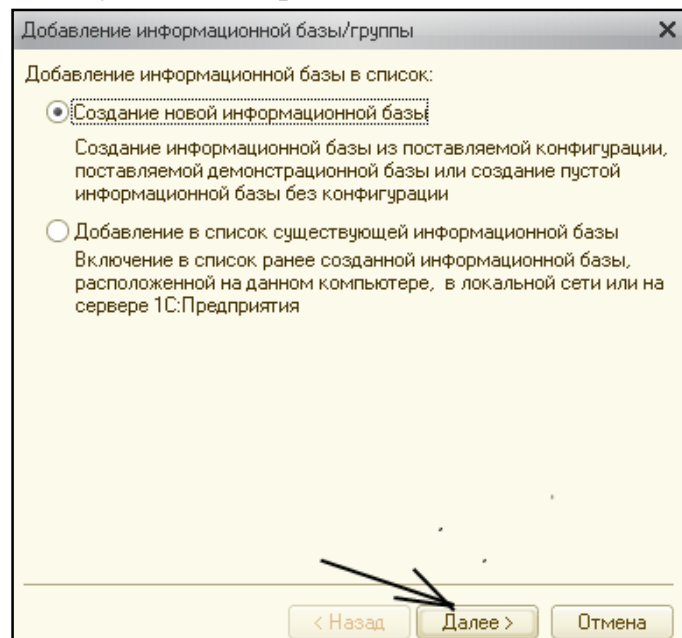 Добавление информационной базы/группы
Добавление информационной базы в список:
Создание новой информационной базы
Создание информационной базы из поставляемой конфигурации,
поставляемой демонстрационной базы или создание пустой
информационной базы без конфигурации
Добавление в список существующей информационной базы
Включение в список ранее созданной информационной базы,
расположенной на данном компьютере, в локальной сети или на
сервере 1С:Предприятия
< Назад Далее > Отмена